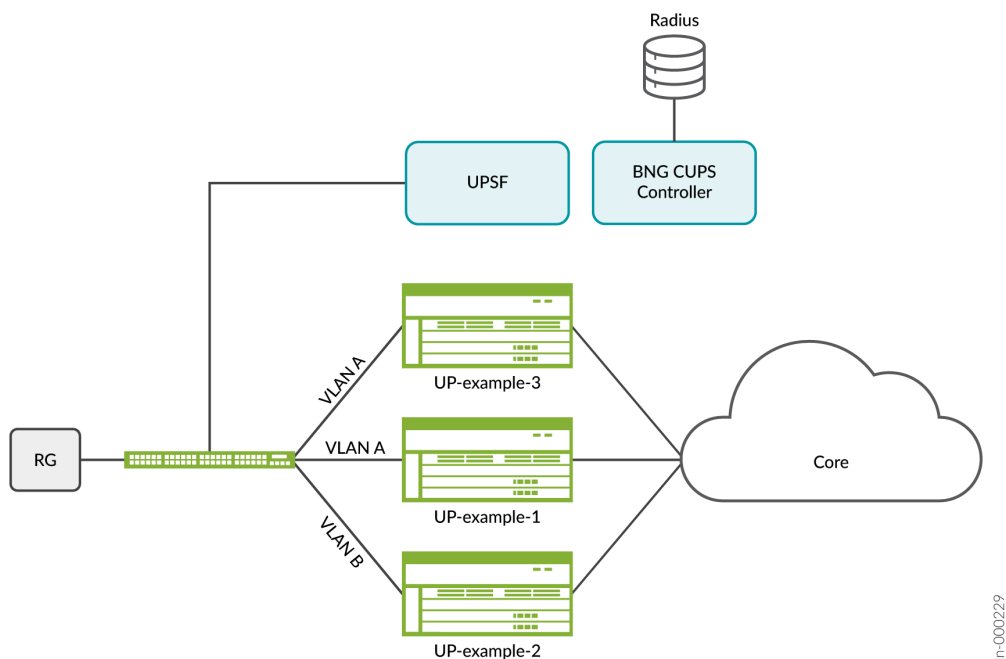 Radius
UPSF
BNG CUPS
Controller
VLAN A
UP-example-3
RG
VLAN A
Core
UP-example-1
VLAN B
UP-example-2
n-000229